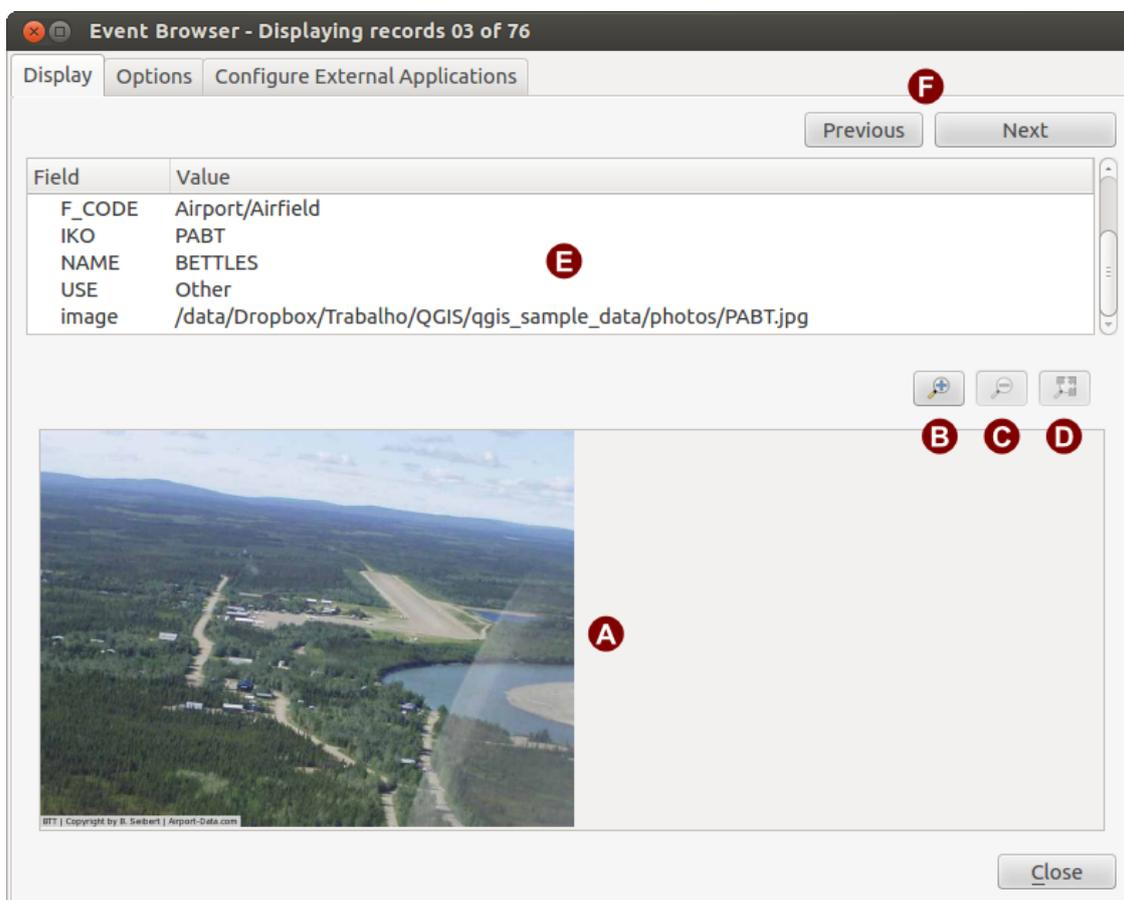 Event Browser - Displaying records 03 of 76
Display Options Configure External Applications
F
Previous Next
Field Value
F_CODE Airport/Airfield
IKO PABT
NAME BETTLES
E
USE Other
image /data/Dropbox/Trabalho/QGIS/qgis_sample_data/photos/PABT.jpg
B C D
A
BTT | Copyright by B. Seibert | Airport-Data.com
Close